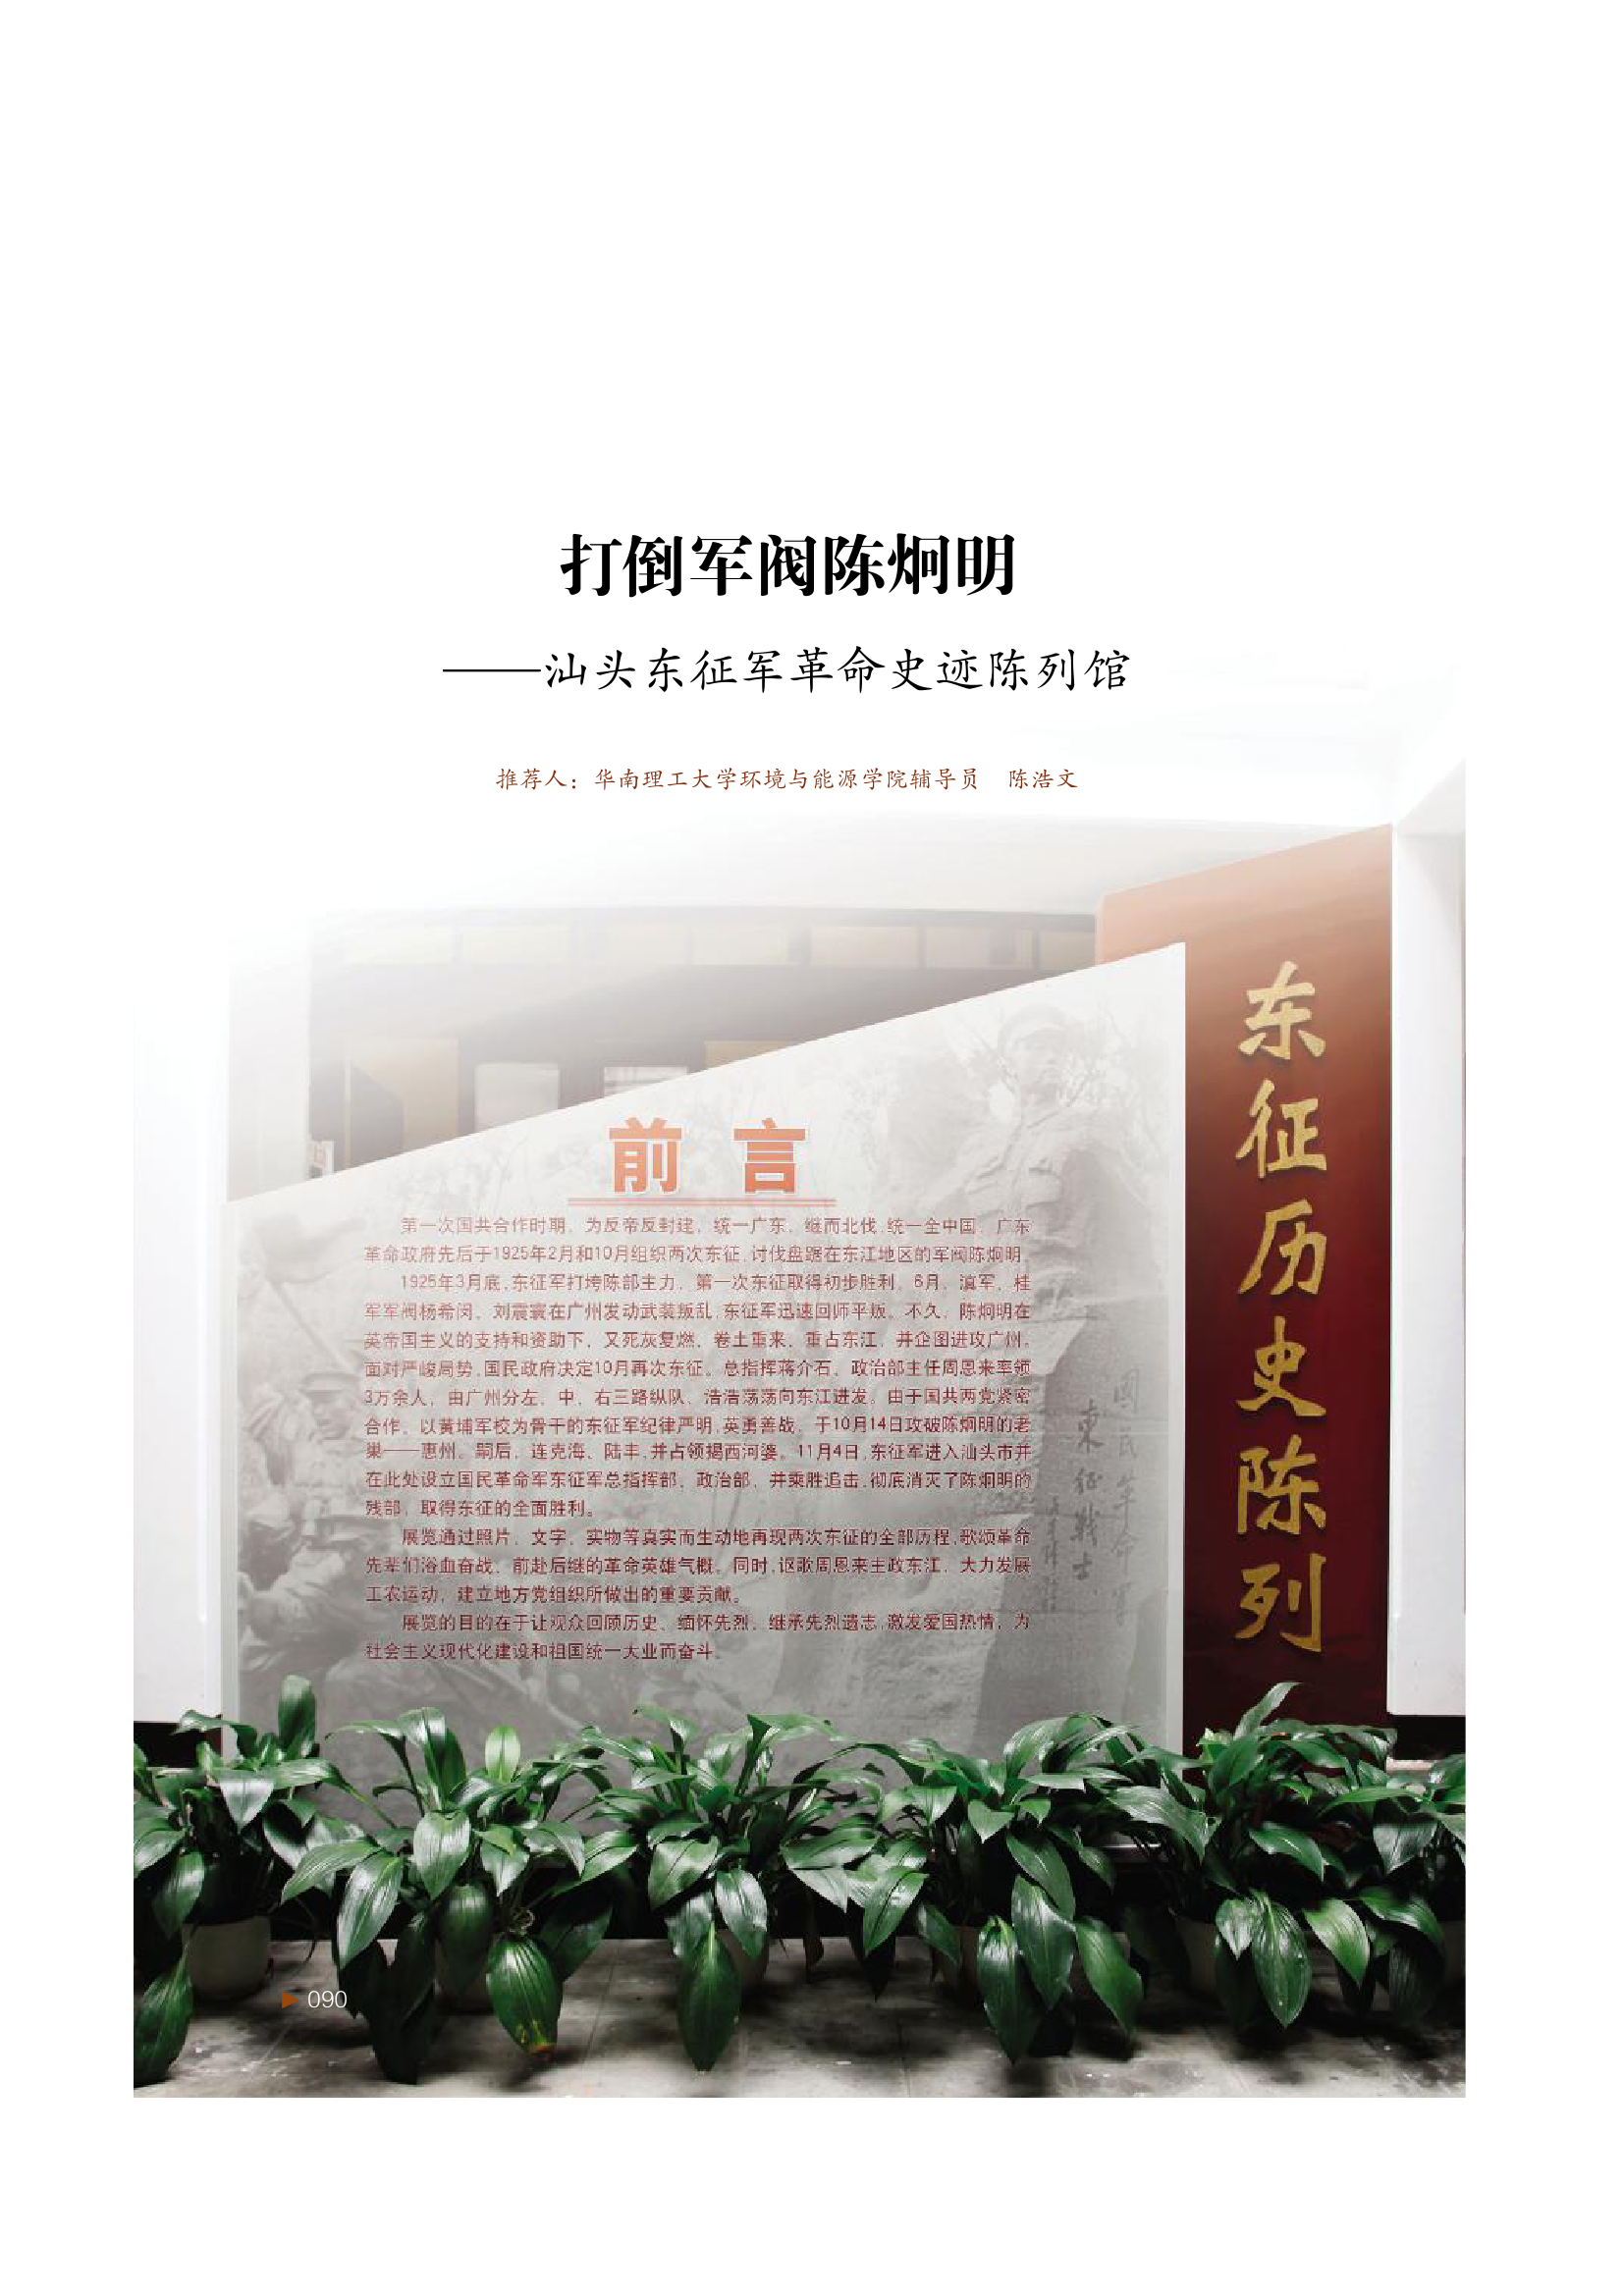 打倒军阀陈炯明
——汕头东征军革命史迹陈列馆
推荐人：华南理工大学环境与能源学院辅导员　陈浩文
东征历史陈列
前言
第一次国共合作时期，为反帝反封建，统一广东、继而北伐，统一全中国，广东
革命政府先后于1925年2月和10月组织两次东征，讨伐盘踞在东江地区的军阀陈炯明。
1925年3月底，东征军打垮陈部主力，第一次东征取得初步胜利。6月，滇军、桂
军军阀杨希闵、刘震寰在广州发动武装叛乱，东征军迅速回师平叛。不久，陈炯明在
英帝国主义的支持和资助下，又死灰复燃，卷土重来，重占东江，并企图进攻广州。
面对严峻局势，国民政府决定10月再次东征。总指挥蒋介石、政治部主任周恩来率领
3万余人，由广州分左、中、右三路纵队，浩浩荡荡向东江进发。由于国共两党紧密
合作，以黄埔军校为骨干的东征军纪律严明，英勇善战，于10月14日攻破陈炯明的老
巢——惠州。嗣后，连克海、陆丰，并占领揭西河婆。11月4日，东征军进入汕头市并
在此处设立国民革命军东征军总指挥部、政治部，并乘胜追击，彻底消灭了陈炯明的
残部，取得东征的全面胜利。
展览通过照片、文字、实物等真实而生动地再现两次东征的全部历程，歌颂革命
先辈们浴血奋战、前赴后继的革命英雄气概。同时，讴歌周恩来主政东江，大力发展
工农运动，建立地方党组织所做出的重要贡献。
展览的目的在于让观众回顾历史、缅怀先烈，继承先烈遗志，激发爱国热情，为
社会主义现代化建设和祖国统一大业而奋斗。
國民革命
東征戰士
090